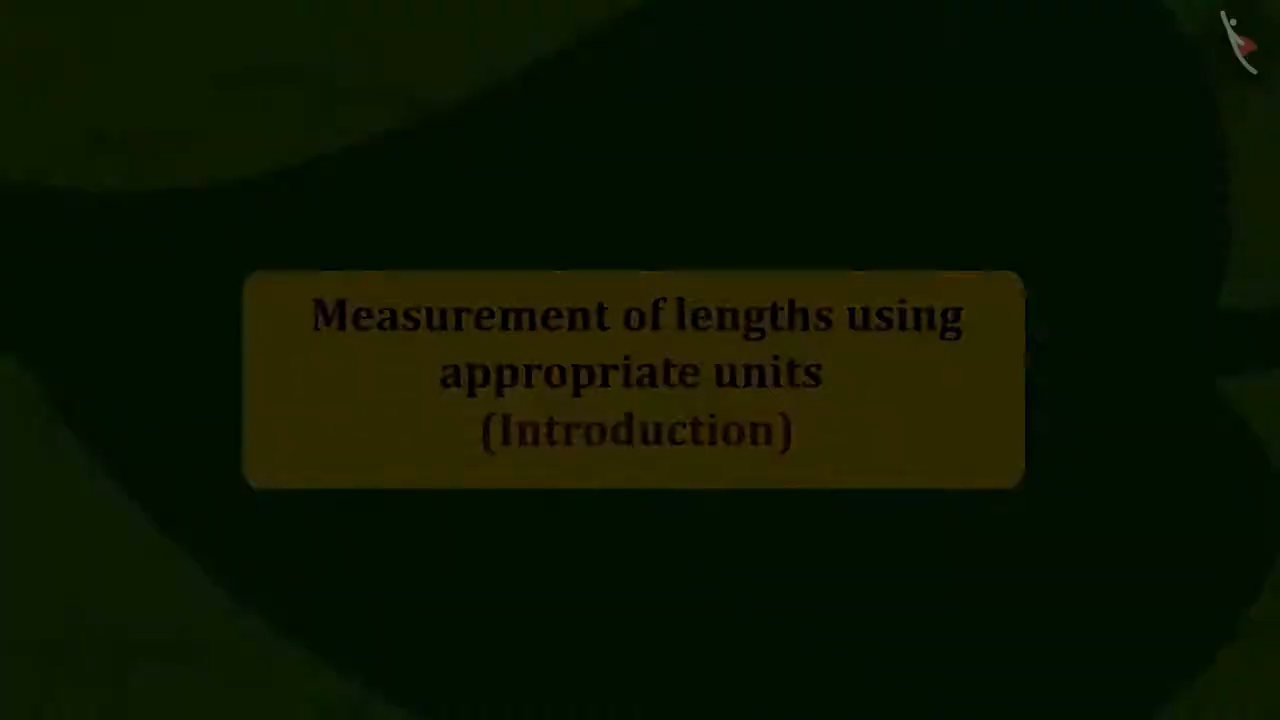 Measurement of lengths using
appropriate units
(Introduction)